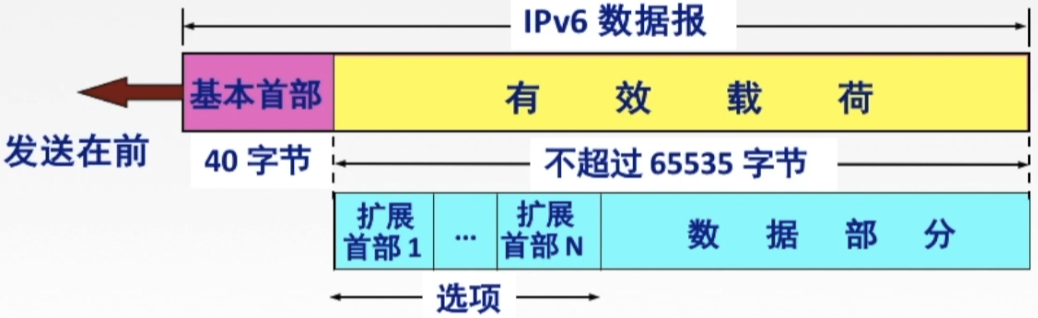 IPv6 数据报
基本首部
有效载荷
发送在前
40 字节
不超过 65535 字节
扩展
首部 1
...
扩展
首部 N
数据部分
选项